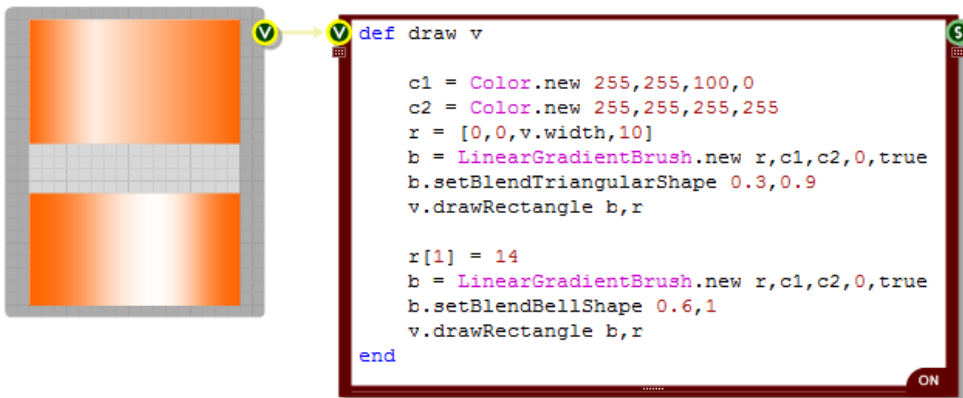 V
V
def draw v
c1 = Color.new 255,255,100,0
c2 = Color.new 255,255,255,255
r = [0,0,v.width,10]
b = LinearGradientBrush.new r,c1,c2,0,true
b.setBlendTriangularShape 0.3,0.9
v.drawRectangle b,r
r[1] = 14
b = LinearGradientBrush.new r,c1,c2,0,true
b.setBlendBellShape 0.6,1
v.drawRectangle b,r
end
S
ON